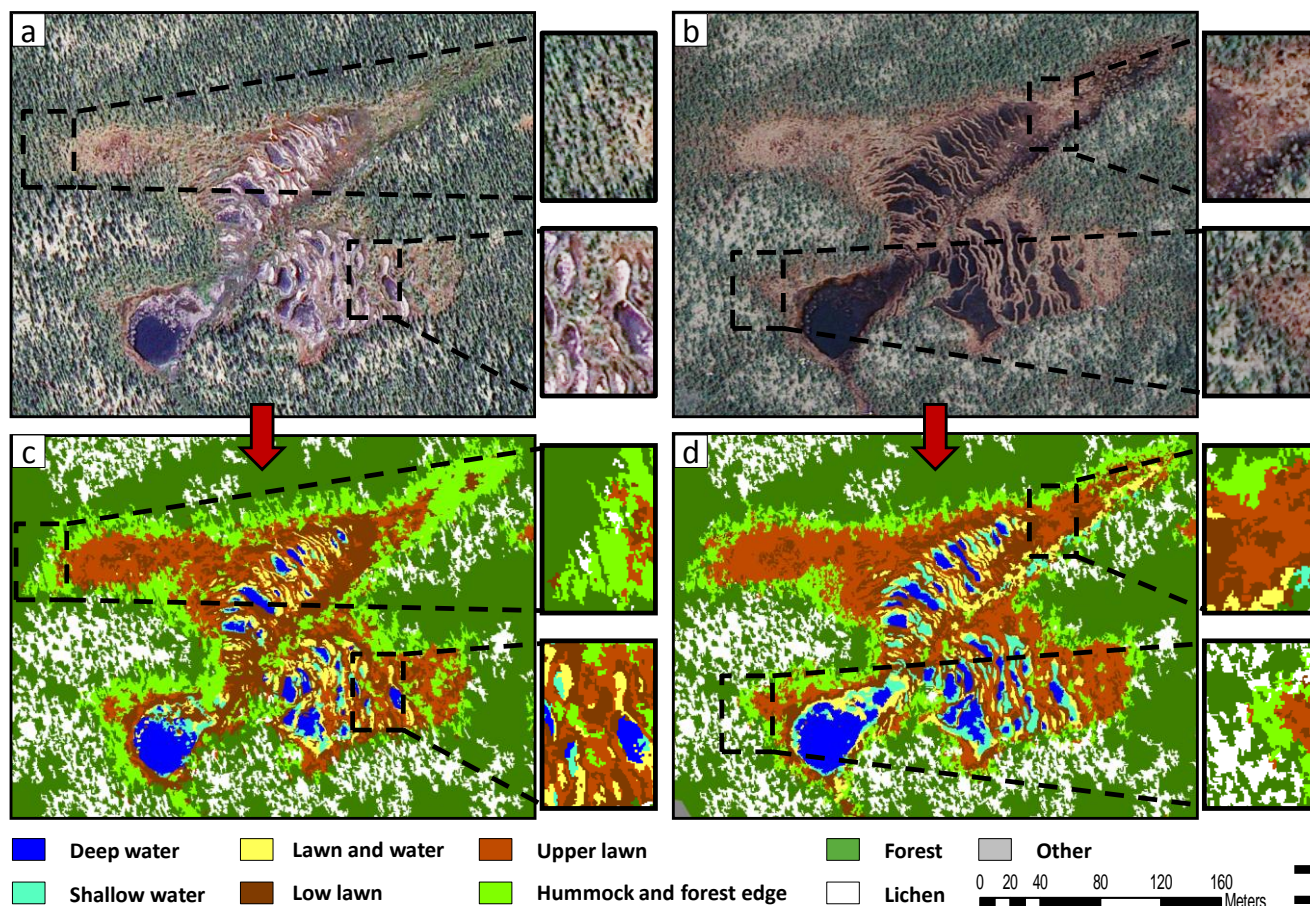 a
b
c
d
Deep water
Lawn and water
Upper lawn
Forest
Other
Shallow water
Low lawn
Hummock and forest edge
Lichen
0 10 20 40 80 120 160
Meters